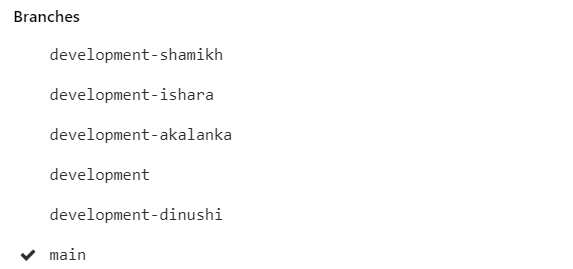 Branches
development-shamikh
development-ishara
development-akalanka
development
development-dinushi
main